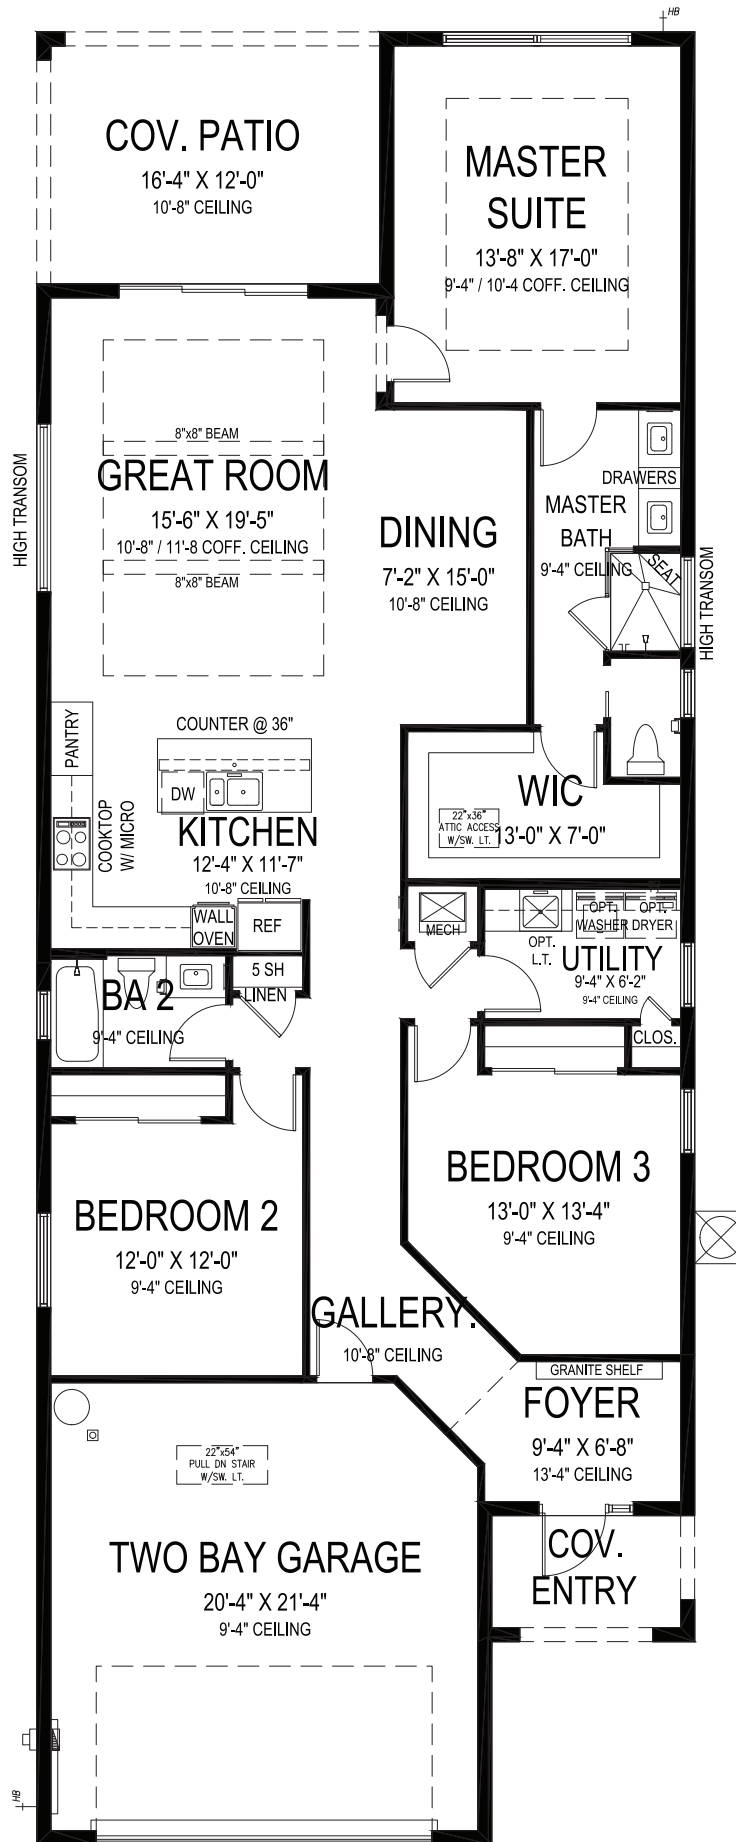 HB
COV. PATIO
16'-4" X 12'-0"
10'-8" CEILING
MASTER
SUITE
13'-8" X 17'-0"
9'-4" / 10'-4 COFF. CEILING
8"x8" BEAM
GREAT ROOM
15'-6" X 19'-5"
10'-8" / 11'-8 COFF. CEILING
8"x8" BEAM
HIGH TRANSOM
DINING
7'-2" X 15'-0"
10'-8" CEILING
DRAWERS
MASTER
BATH
9'-4" CEILING
SEAT
HIGH TRANSOM
PANTRY
COUNTER @ 36"
DW
COOKTOP
W/ MICRO
KITCHEN
12'-4" X 11'-7"
10'-8" CEILING
WALL
OVEN
REF
WIC
13'-0" X 7'-0"
22"x36"
ATTIC ACCESS
W/SW. LT.
MECH
OPT.
L.T.
OPT.
WASHER
OPT.
DRYER
UTILITY
9'-4" X 6'-2"
9'-4" CEILING
CLOS.
BA 2
9'-4" CEILING
5 SH
LINEN
BEDROOM 2
12'-0" X 12'-0"
9'-4" CEILING
BEDROOM 3
13'-0" X 13'-4"
9'-4" CEILING
GALLERY.
10'-8" CEILING
GRANITE SHELF
FOYER
9'-4" X 6'-8"
13'-4" CEILING
22"x54"
PULL DN STAIR
W/SW. LT.
COV.
ENTRY
TWO BAY GARAGE
20'-4" X 21'-4"
9'-4" CEILING
HB